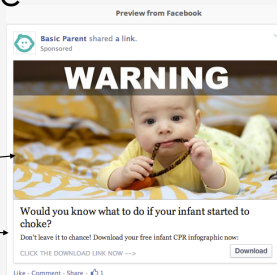 Preview from Facebook
Basic Parent shared a link.
Sponsored
WARNING
Would you know what to do if your infant started to
choke?
Don't leave it to chance! Download your free infant CPR infographic now:
CLICK THE DOWNLOAD LINK NOW -->
Download
Like · Comment · Share · 1